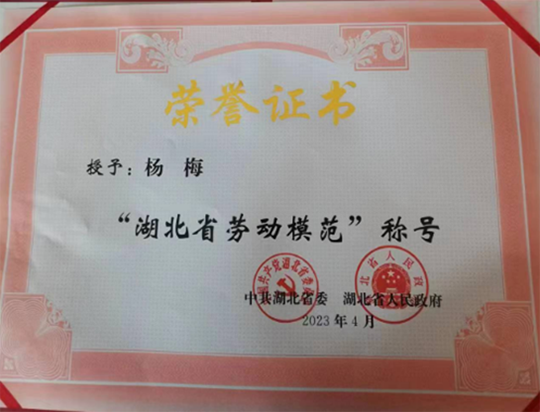 荣誉证书
授予：杨 梅
“湖北省劳动模范”称号
中共湖北省委 湖北省人民政府
2023年4月